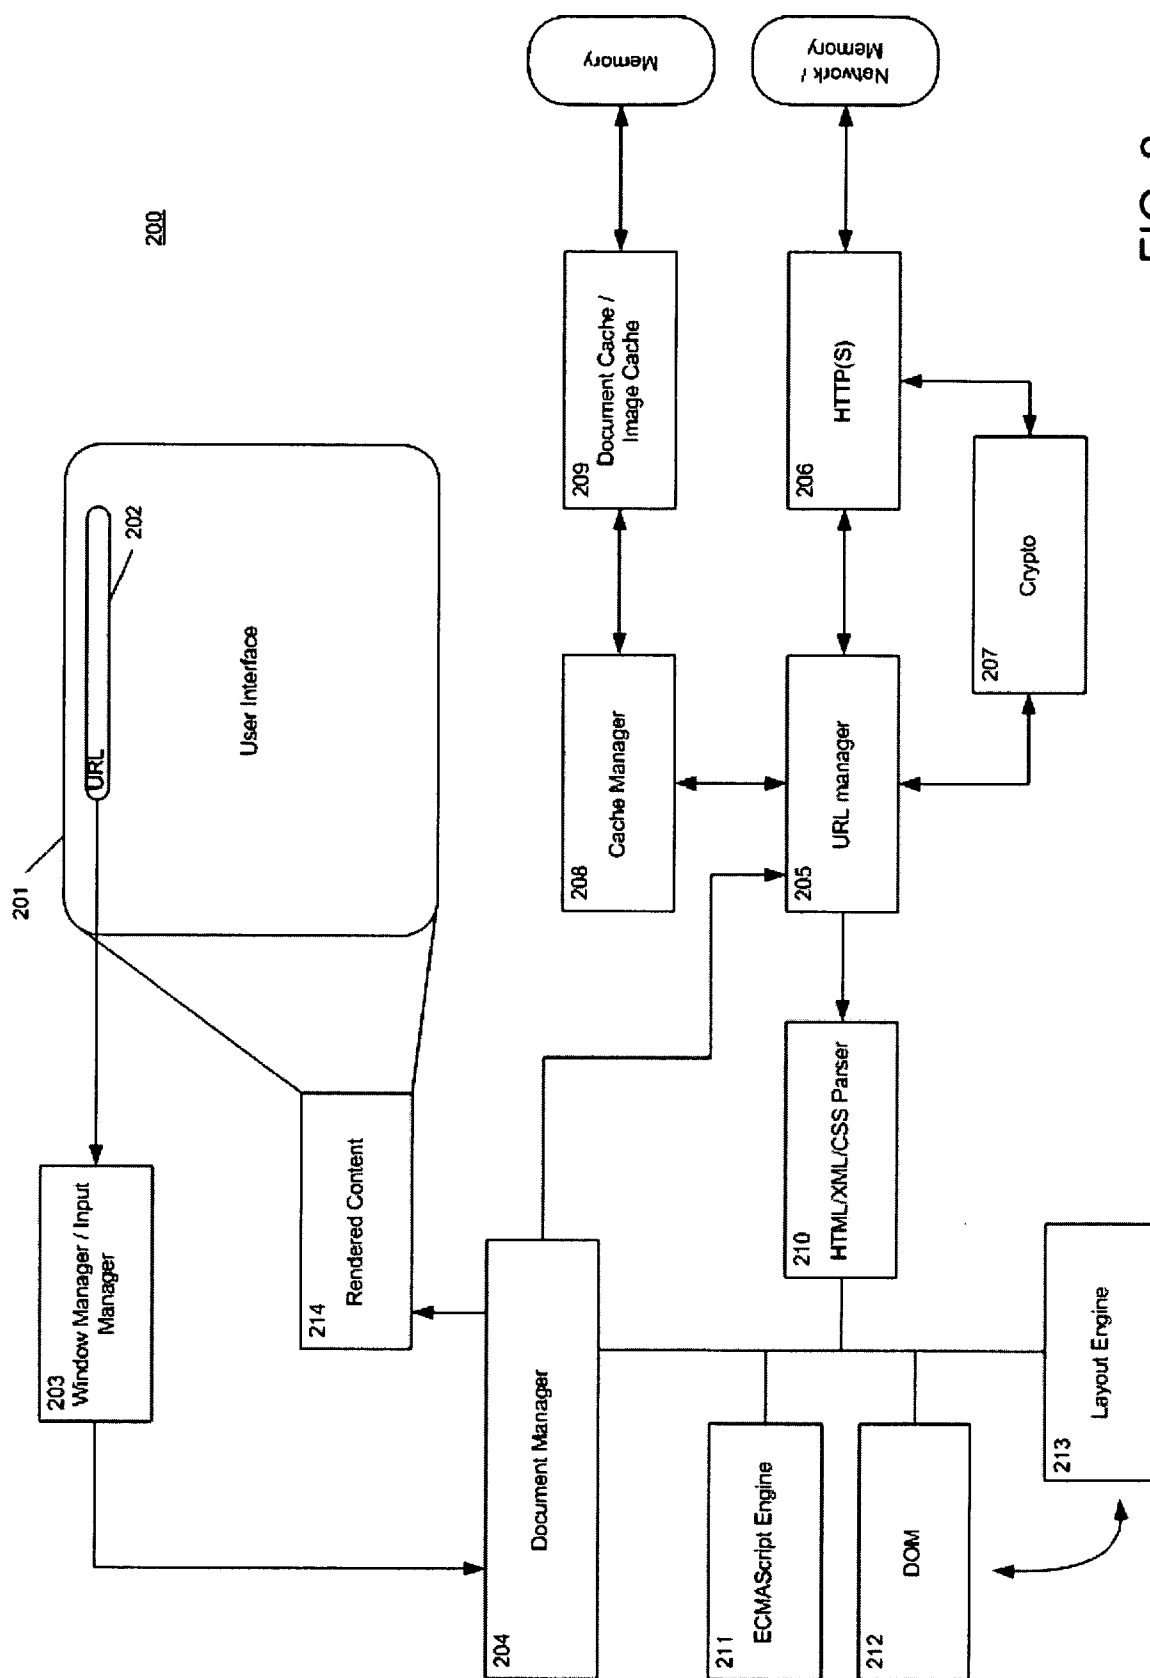 201
203
Window Manager / Input
Manager
URL
202
200
User Interface
214
Rendered Content
204
Document Manager
208
Cache Manager
209
Document Cache /
Image Cache
Memory
211
ECMAScript Engine
210
HTML/XML/CSS Parser
205
URL manager
206
HTTP(S)
Network /
Memory
212
DOM
207
Crypto
213
Layout Engine
FIG.